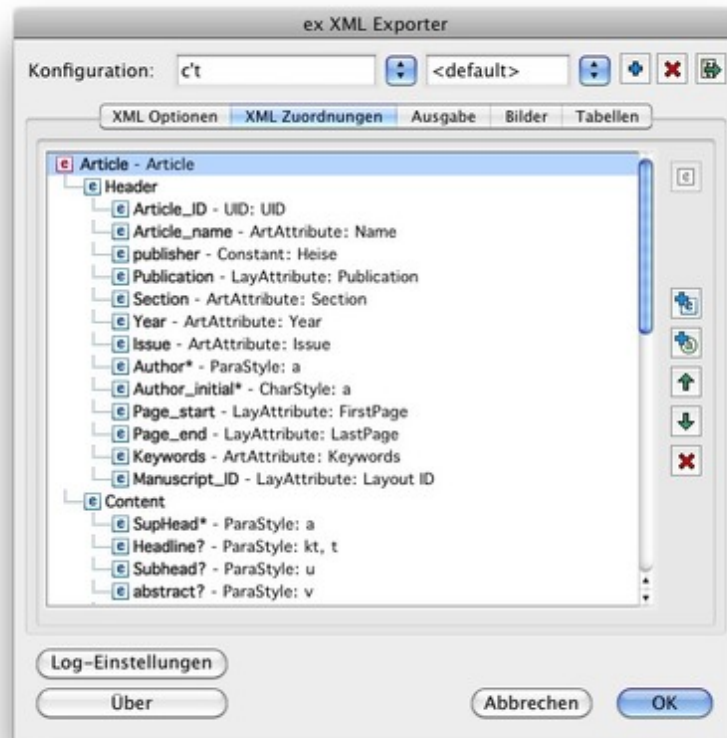 ex XML Exporter
Konfiguration: c't <default>
XML Optionen XML Zuordnungen Ausgabe Bilder Tabellen
e Article - Article
e Header
e Article_ID - UID: UID
e Article_name - ArtAttribute: Name
e publisher - Constant: Heise
e Publication - LayAttribute: Publication
e Section - ArtAttribute: Section
e Year - ArtAttribute: Year
e Issue - ArtAttribute: Issue
e Author* - ParaStyle: a
e Author_initial* - CharStyle: a
e Page_start - LayAttribute: FirstPage
e Page_end - LayAttribute: LastPage
e Keywords - ArtAttribute: Keywords
e Manuscript_ID - LayAttribute: Layout ID
e Content
e SupHead* - ParaStyle: a
e Headline? - ParaStyle: kt, t
e Subhead? - ParaStyle: u
e abstract? - ParaStyle: v
e
e
a
Log-Einstellungen
Über Abbrechen OK